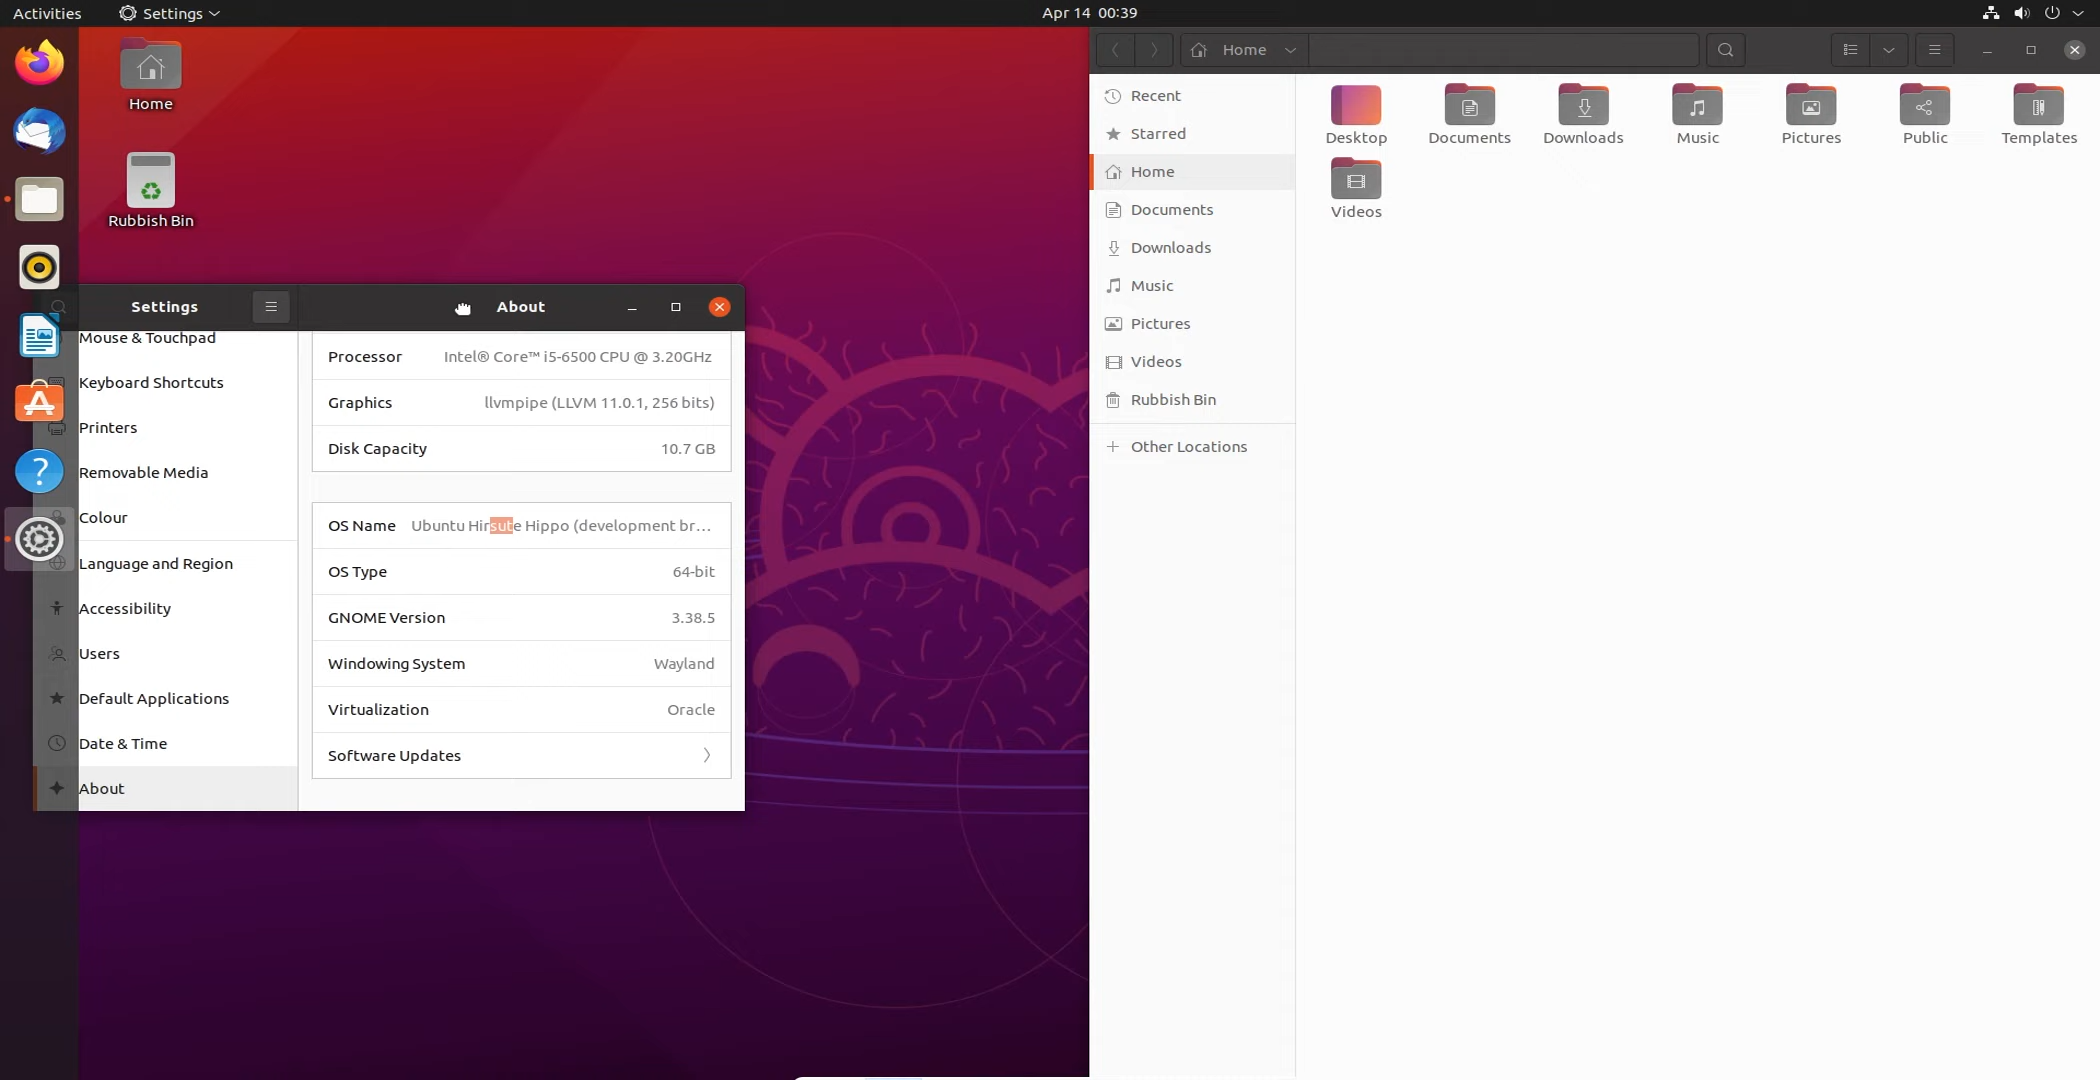 Activities
Settings
Apr 14 00:39
Home
Rubbish Bin
Settings
About
Mouse & Touchpad
Keyboard Shortcuts
Printers
Removable Media
Colour
Language and Region
Accessibility
Users
Default Applications
Date & Time
About
Processor Intel® Core™ i5-6500 CPU @ 3.20GHz
Graphics llvmpipe (LLVM 11.0.1, 256 bits)
Disk Capacity 10.7 GB
OS Name Ubuntu Hirsute Hippo (development br...
OS Type 64-bit
GNOME Version 3.38.5
Windowing System Wayland
Virtualization Oracle
Software Updates
Home
Recent
Starred
Home
Documents
Downloads
Music
Pictures
Videos
Rubbish Bin
Other Locations
Desktop
Documents
Downloads
Music
Pictures
Public
Templates
Videos